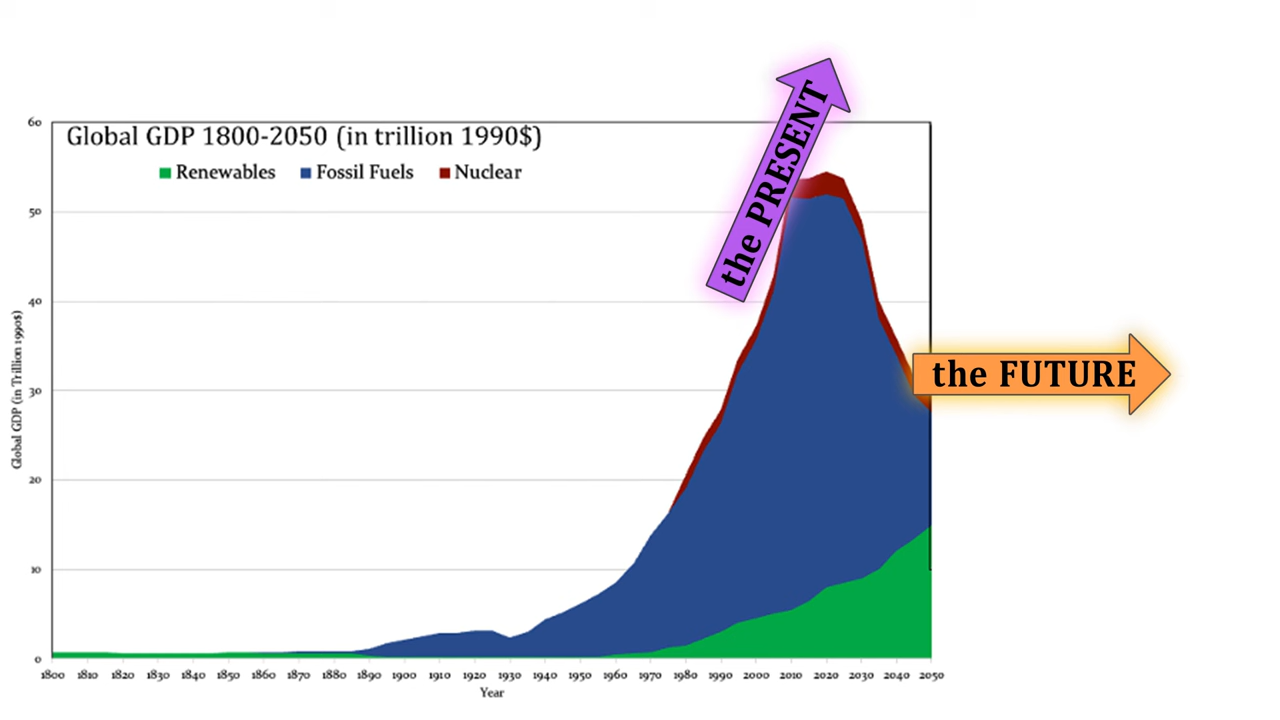 the PRESENT
60
Global GDP 1800-2050 (in trillion 1990$)
Renewables Fossil Fuels Nuclear
50
40
the FUTURE
30
20
10
0
Global GDP (in Trillion 1990$)
1800 1810 1820 1830 1840 1850 1860 1870 1880 1890 1900 1910 1920 1930 1940 1950 1960 1970 1980 1990 2000 2010 2020 2030 2040 2050
Year